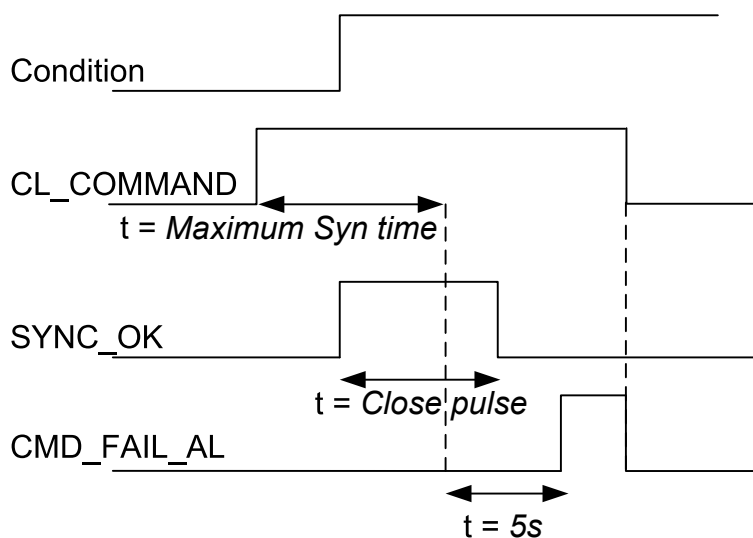 Condition
CL_COMMAND
t = Maximum Syn time
SYNC_OK
t = Close pulse
CMD_FAIL_AL
t = 5s